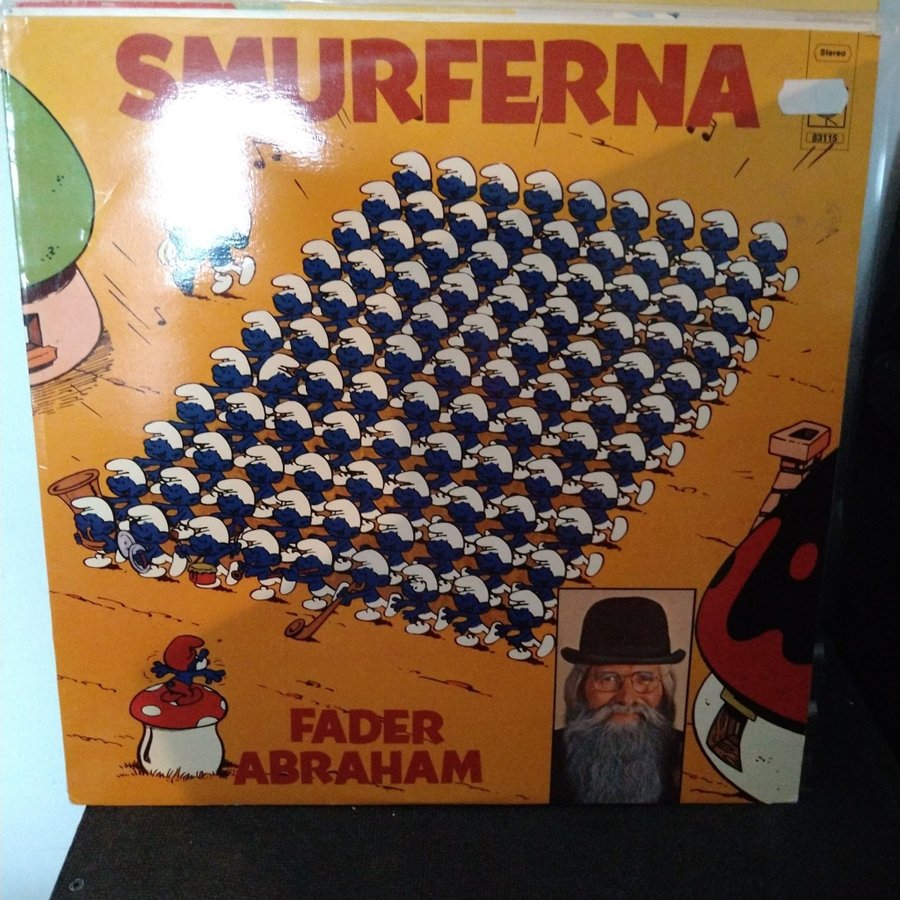 SMURFERNA
Stereo
83115
FADER
ABRAHAM